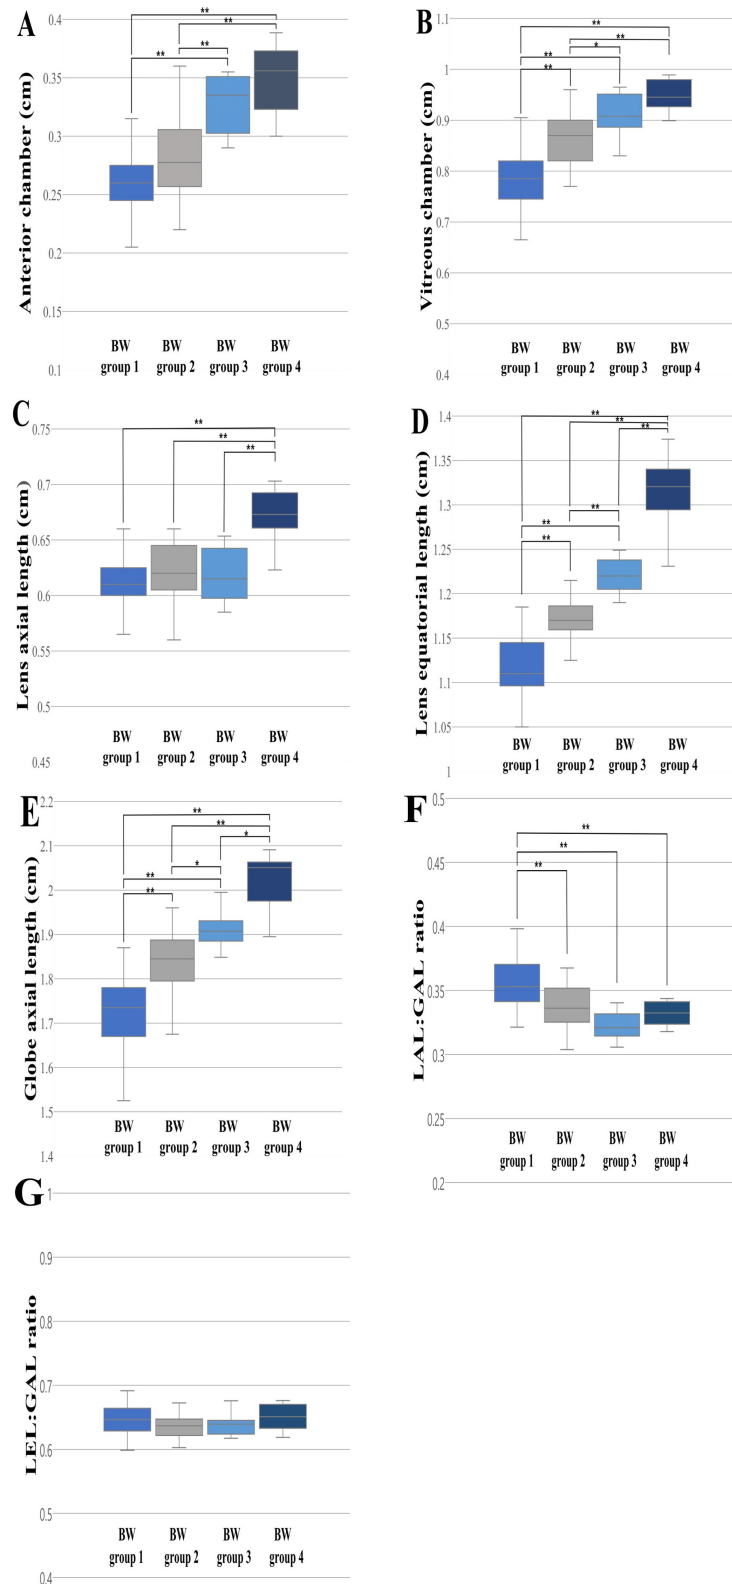 A
Anterior chamber (cm)
0.4
0.35
0.3
0.25
0.2
0.15
0.1
**
**
**
**
BW BW BW BW
group 1 group 2 group 3 group 4
B
Vitreous chamber (cm)
1.1
1
0.9
0.8
0.7
0.6
0.5
0.4
**
**
*
**
**
BW BW BW BW
group 1 group 2 group 3 group 4
C
Lens axial length (cm)
0.75
0.7
0.65
0.6
0.55
0.5
0.45
**
**
**
BW BW BW BW
group 1 group 2 group 3 group 4
D
Lens equatorial length (cm)
1.4
1.35
1.3
1.25
1.2
1.15
1.1
1.05
1
**
**
**
**
**
**
BW BW BW BW
group 1 group 2 group 3 group 4
E
Globe axial length (cm)
2.2
2.1
2
1.9
1.8
1.7
1.6
1.5
1.4
**
**
*
*
**
**
BW BW BW BW
group 1 group 2 group 3 group 4
F
LAL:GAL ratio
0.5
0.45
0.4
0.35
0.3
0.25
0.2
**
**
**
BW BW BW BW
group 1 group 2 group 3 group 4
G
LEL:GAL ratio
1
0.9
0.8
0.7
0.6
0.5
0.4
BW BW BW BW
group 1 group 2 group 3 group 4